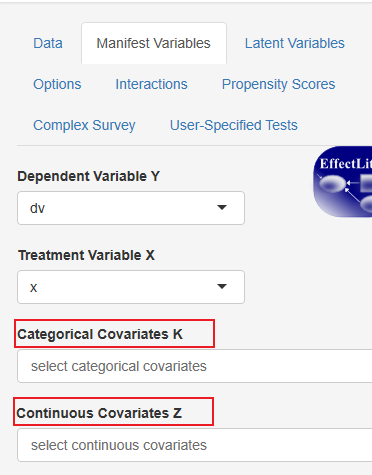 Data Manifest Variables Latent Variables
Options Interactions Propensity Scores
Complex Survey User-Specified Tests
EffectLit
Dependent Variable Y
dv
Treatment Variable X
x
Categorical Covariates K
select categorical covariates
Continuous Covariates Z
select continuous covariates